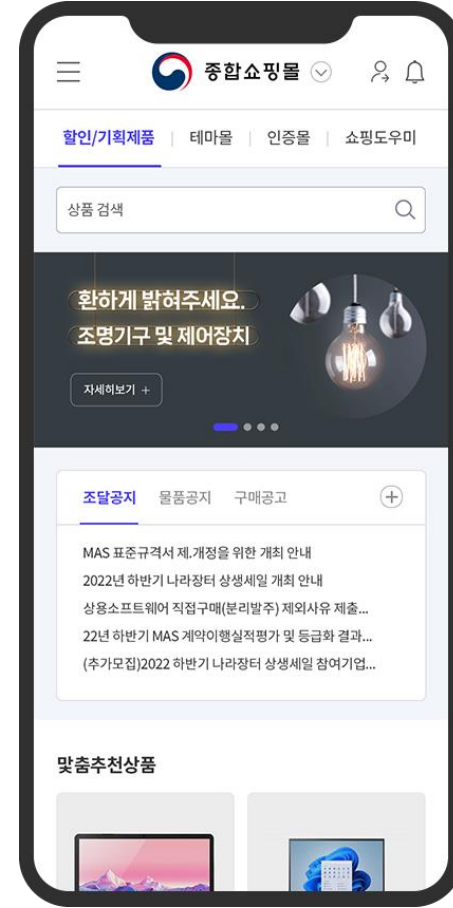 종합쇼핑몰
할인/기획제품 | 테마몰 | 인증몰 | 쇼핑도우미
상품 검색
환하게 밝혀주세요.
조명기구 및 제어장치
자세히보기 +
조달공지 물품공지 구매공고
MAS 표준규격서 제.개정을 위한 개최 안내
2022년 하반기 나라장터 상생세일 개최 안내
상용소프트웨어 직접구매(분리발주) 제외사유 제출...
22년 하반기 MAS 계약이행실적평가 및 등급화 결과...
(추가모집)2022 하반기 나라장터 상생세일 참여기업...
맟춤추천상품